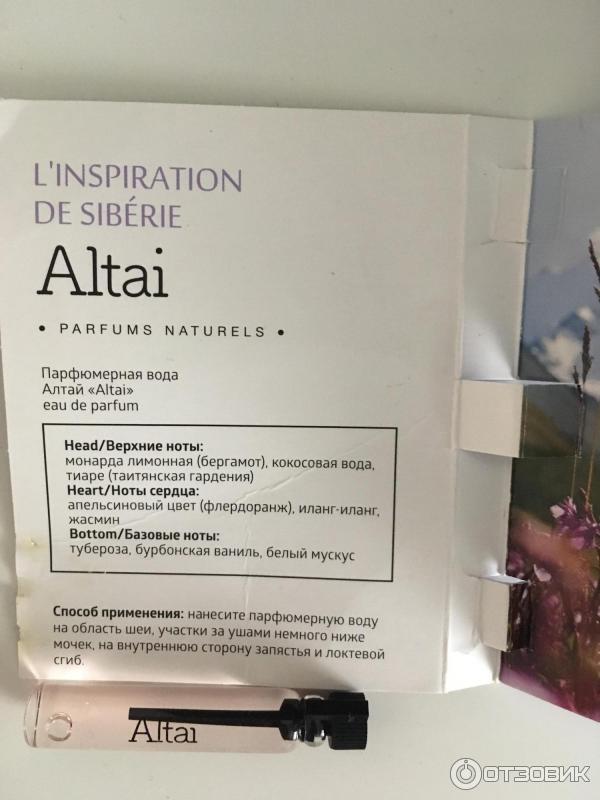 L'INSPIRATION
DE SIBÉRIE
Altai
• PARFUMS NATURELS •
Парфюмерная вода
Алтай «Altai»
eau de parfum
Head/Верхние ноты:
монарда лимонная (бергамот), кокосовая вода,
тиаре (таитянская гардения)
Heart/Ноты сердца:
апельсиновый цвет (флердоранж), иланг-иланг,
жасмин
Bottom/Базовые ноты:
тубероза, бурбонская ваниль, белый мускус
Способ применения: нанесите парфюмерную воду
на область шеи, участки за ушами немного ниже
мочек, на внутреннюю сторону запястья и локтевой
сгиб.
Altai
ОТЗОВИК